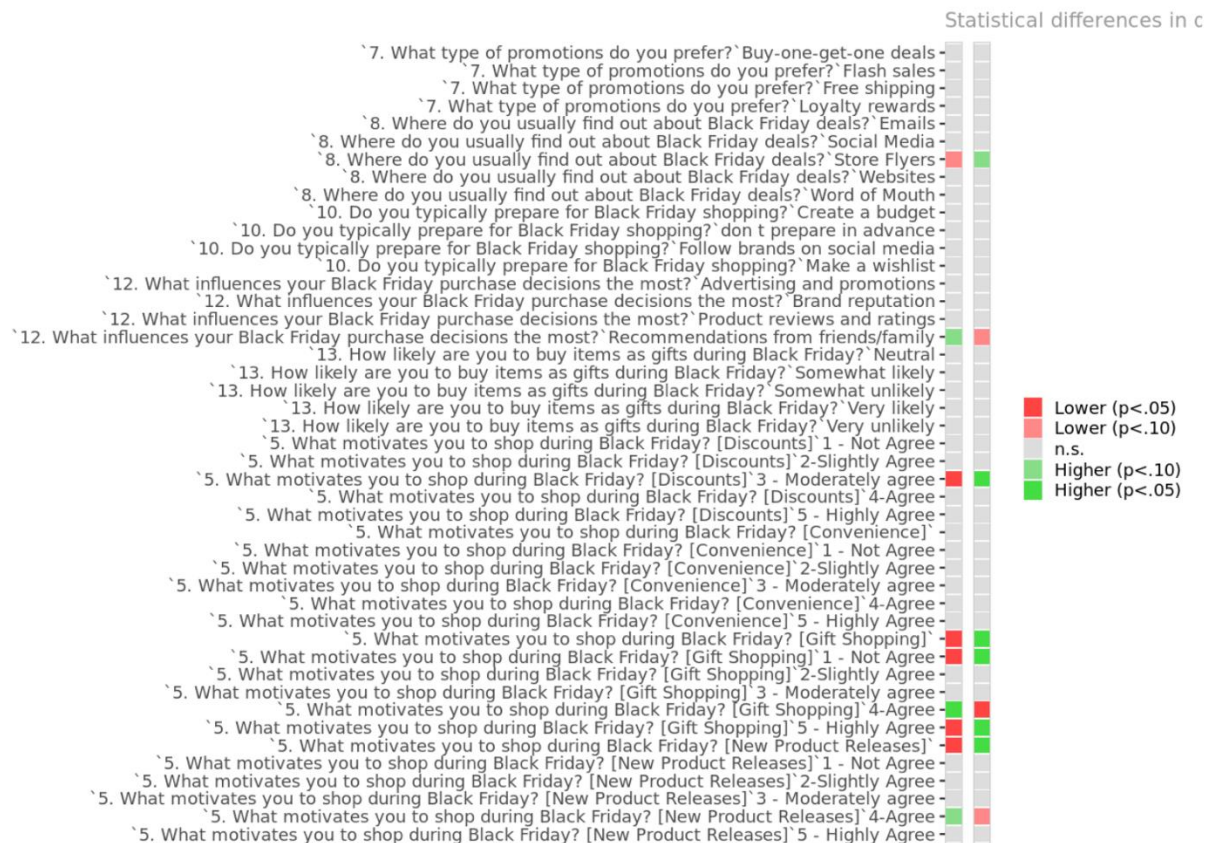 Statistical differences in c
`7. What type of promotions do you prefer?`Buy-one-get-one deals
`7. What type of promotions do you prefer?`Flash sales
`7. What type of promotions do you prefer?`Free shipping
`7. What type of promotions do you prefer?`Loyalty rewards
`8. Where do you usually find out about Black Friday deals?`Emails
`8. Where do you usually find out about Black Friday deals?`Social Media
`8. Where do you usually find out about Black Friday deals?`Store Flyers
`8. Where do you usually find out about Black Friday deals?`Websites
`8. Where do you usually find out about Black Friday deals?`Word of Mouth
`10. Do you typically prepare for Black Friday shopping?`Create a budget
`10. Do you typically prepare for Black Friday shopping?`don t prepare in advance
`10. Do you typically prepare for Black Friday shopping?`Follow brands on social media
`10. Do you typically prepare for Black Friday shopping?`Make a wishlist
`12. What influences your Black Friday purchase decisions the most?`Advertising and promotions
`12. What influences your Black Friday purchase decisions the most?`Brand reputation
`12. What influences your Black Friday purchase decisions the most?`Product reviews and ratings
`12. What influences your Black Friday purchase decisions the most?`Recommendations from friends/family
`13. How likely are you to buy items as gifts during Black Friday?`Neutral
`13. How likely are you to buy items as gifts during Black Friday?`Somewhat likely
`13. How likely are you to buy items as gifts during Black Friday?`Somewhat unlikely
`13. How likely are you to buy items as gifts during Black Friday?`Very likely
`13. How likely are you to buy items as gifts during Black Friday?`Very unlikely
`5. What motivates you to shop during Black Friday? [Discounts]`1 - Not Agree
`5. What motivates you to shop during Black Friday? [Discounts]`2-Slightly Agree
`5. What motivates you to shop during Black Friday? [Discounts]`3 - Moderately agree
`5. What motivates you to shop during Black Friday? [Discounts]`4-Agree
`5. What motivates you to shop during Black Friday? [Discounts]`5 - Highly Agree
`5. What motivates you to shop during Black Friday? [Convenience]`
`5. What motivates you to shop during Black Friday? [Convenience]`1 - Not Agree
`5. What motivates you to shop during Black Friday? [Convenience]`2-Slightly Agree
`5. What motivates you to shop during Black Friday? [Convenience]`3 - Moderately agree
`5. What motivates you to shop during Black Friday? [Convenience]`4-Agree
`5. What motivates you to shop during Black Friday? [Convenience]`5 - Highly Agree
`5. What motivates you to shop during Black Friday? [Gift Shopping]`
`5. What motivates you to shop during Black Friday? [Gift Shopping]`1 - Not Agree
`5. What motivates you to shop during Black Friday? [Gift Shopping]`2-Slightly Agree
`5. What motivates you to shop during Black Friday? [Gift Shopping]`3 - Moderately agree
`5. What motivates you to shop during Black Friday? [Gift Shopping]`4-Agree
`5. What motivates you to shop during Black Friday? [Gift Shopping]`5 - Highly Agree
`5. What motivates you to shop during Black Friday? [New Product Releases]`
`5. What motivates you to shop during Black Friday? [New Product Releases]`1 - Not Agree
`5. What motivates you to shop during Black Friday? [New Product Releases]`2-Slightly Agree
`5. What motivates you to shop during Black Friday? [New Product Releases]`3 - Moderately agree
`5. What motivates you to shop during Black Friday? [New Product Releases]`4-Agree
`5. What motivates you to shop during Black Friday? [New Product Releases]`5 - Highly Agree
Lower (p<.05)
Lower (p<.10)
n.s.
Higher (p<.10)
Higher (p<.05)